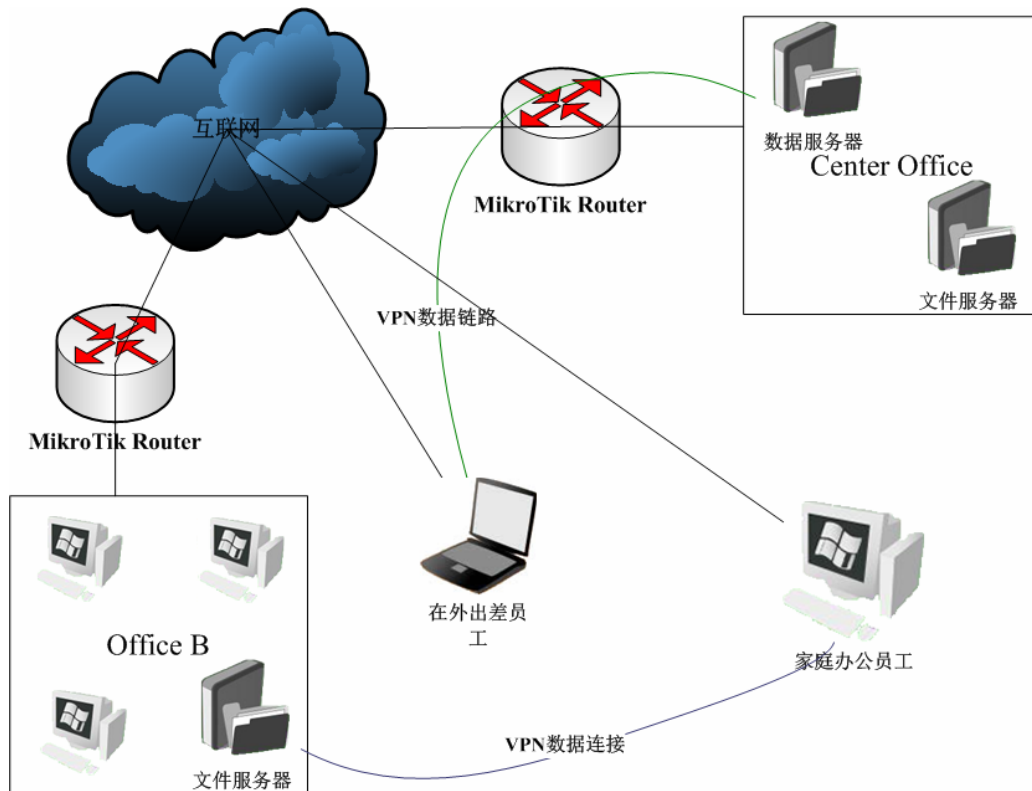 互联网
数据服务器
Center Office
MikroTik Router
文件服务器
VPN数据链路
MikroTik Router
在外出差员
工
Office B
家庭办公员工
VPN数据连接
文件服务器